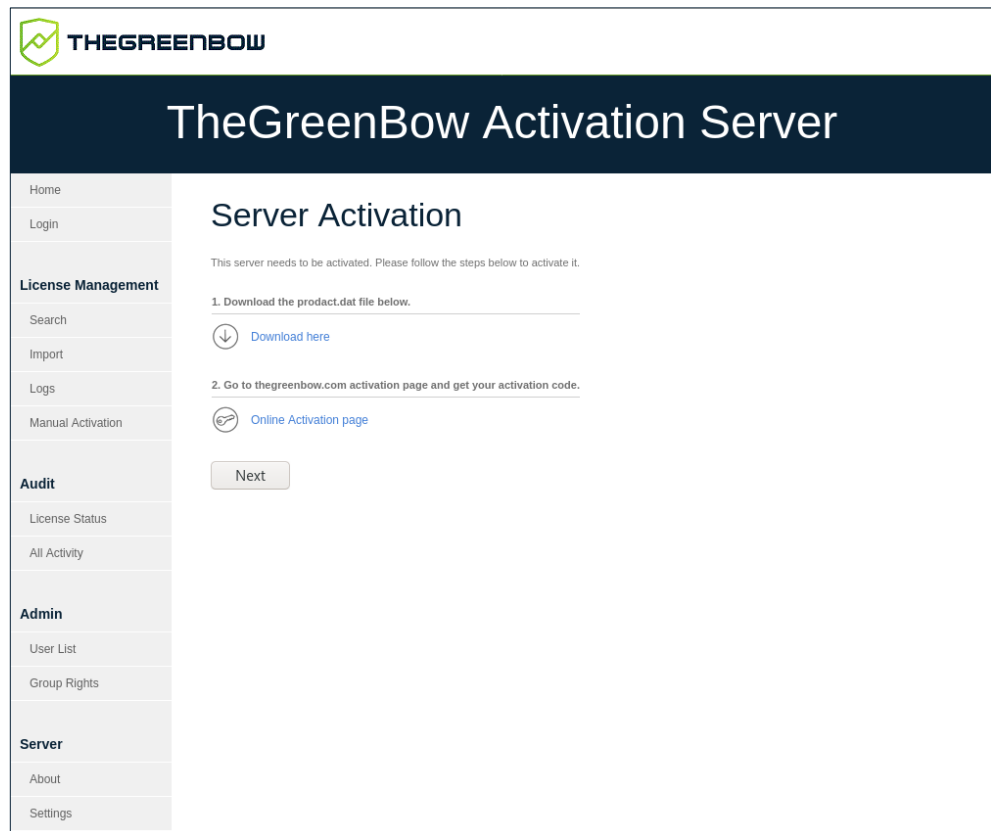 THEGREENBOW
TheGreenBow Activation Server
Home
Login
License Management
Search
Import
Logs
Manual Activation
Audit
License Status
All Activity
Admin
User List
Group Rights
Server
About
Settings
Server Activation
This server needs to be activated. Please follow the steps below to activate it.
1. Download the prodact.dat file below.
Download here
2. Go to thegreenbow.com activation page and get your activation code.
Online Activation page
Next